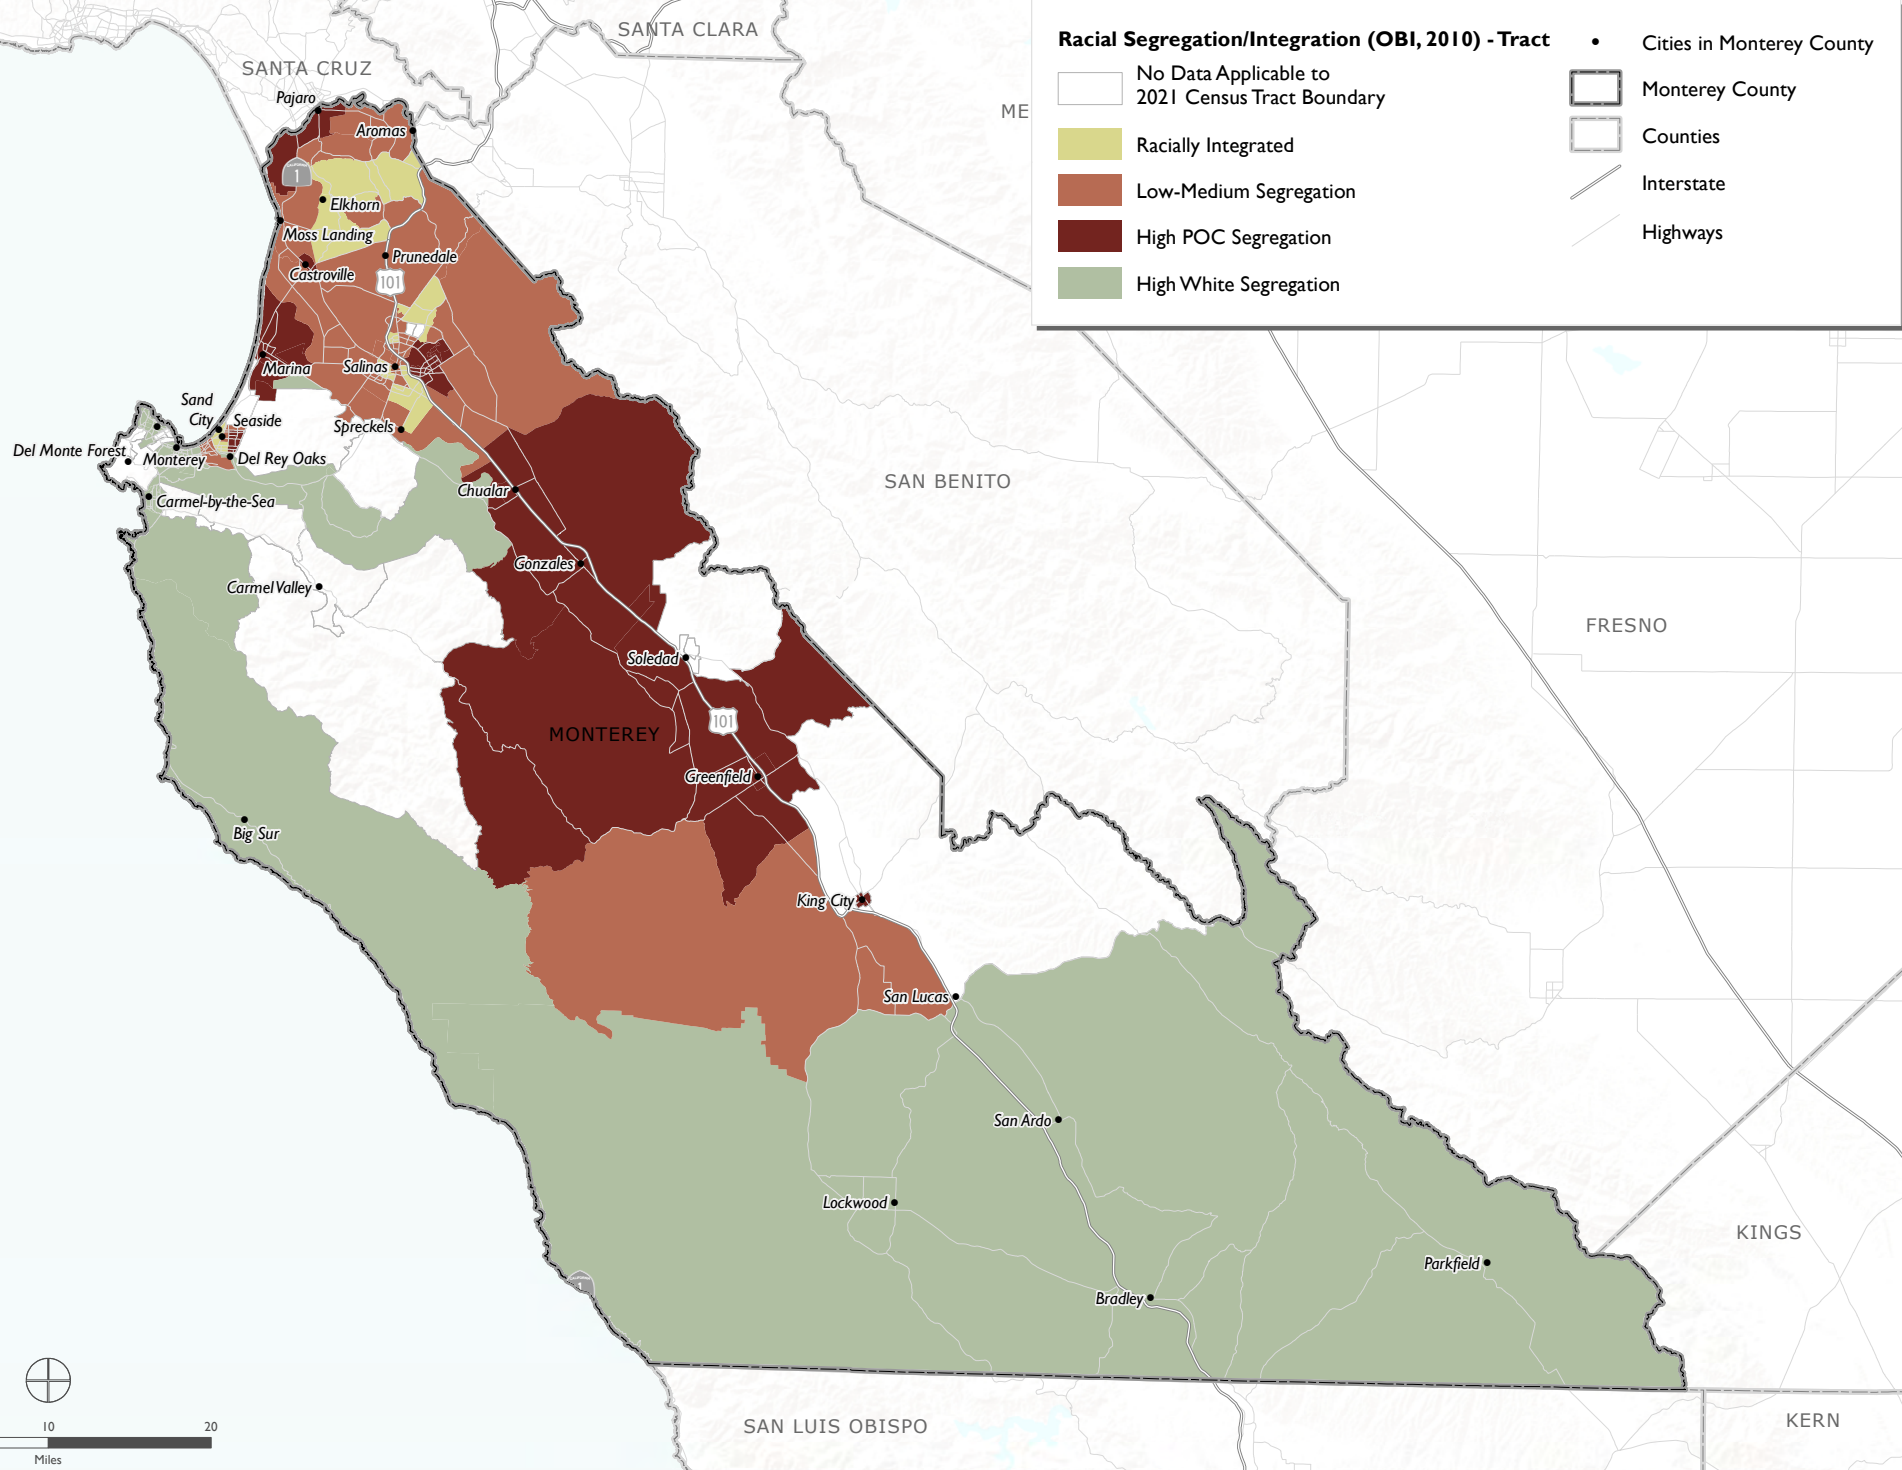 Racial Segregation/Integration (OBI, 2010) - Tract
No Data Applicable to
2021 Census Tract Boundary
Racially Integrated
Low-Medium Segregation
High POC Segregation
High White Segregation
Cities in Monterey County
Monterey County
Counties
Interstate
Highways
SANTA CLARA
SANTA CRUZ
ME
Pajaro
Aromas
1
Elkhorn
Moss Landing
Prunedale
Castroville
101
Marina
Salinas
Sand
City
Seaside
Spreckels
Del Monte Forest
Monterey
Del Rey Oaks
Chualar
SAN BENITO
Carmel-by-the-Sea
Gonzales
Carmel Valley
FRESNO
Soledad
101
MONTEREY
Greenfield
Big Sur
King City
San Lucas
San Ardo
Lockwood
KINGS
Parkfield
1
Bradley
SAN LUIS OBISPO
KERN
10
20
Miles